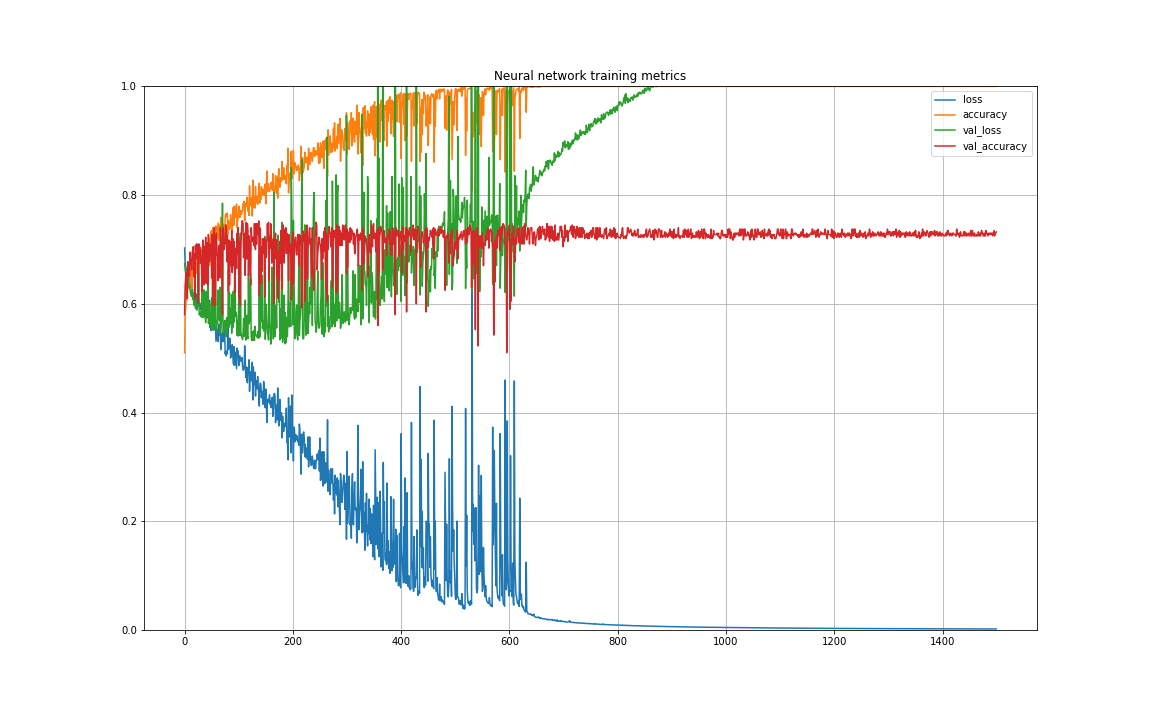 Neural network training metrics
1.0
0.8
0.6
0.4
0.2
0.0
0 200 400 600 800 1000 1200 1400
loss
accuracy
val_loss
val_accuracy